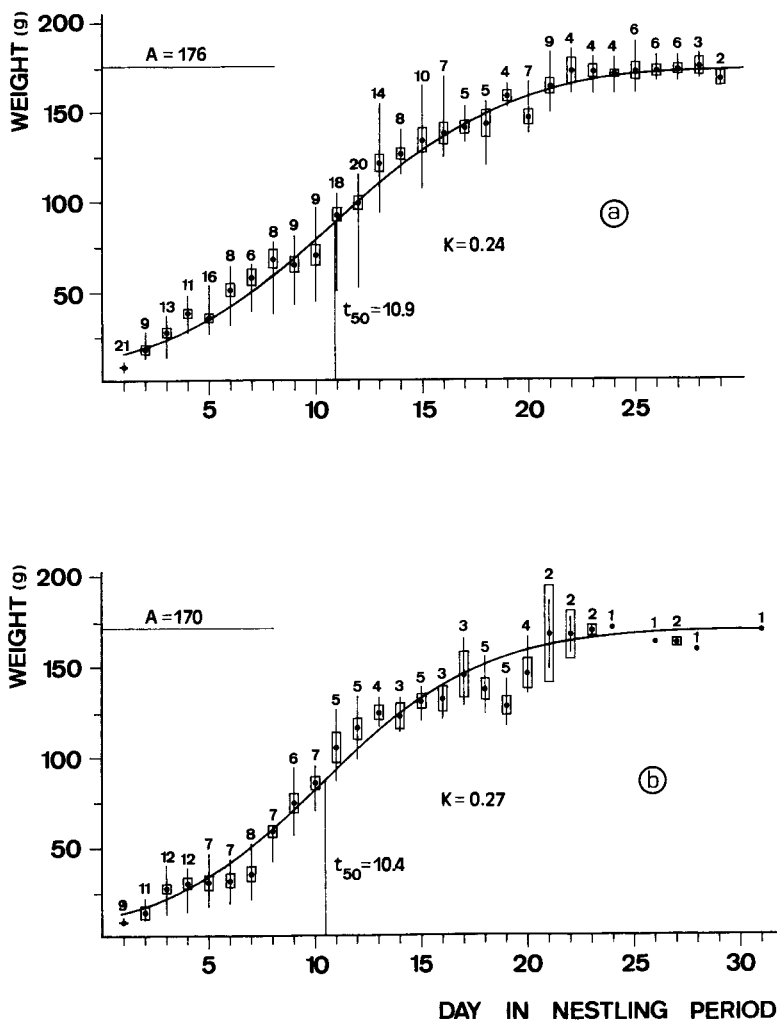 WEIGHT (g)
200
150
100
50
A = 176
21 9 13 11 16 8 6 8 9 9 18 20 14 8 10 7 5 5 4 7 9 4 4 4 6 6 6 3 2
a
K = 0.24
t50 = 10.9
5 10 15 20 25
WEIGHT (g)
200
150
100
50
A = 170
9 11 12 12 7 7 8 7 6 7 5 5 4 3 5 3 3 5 5 4 2 2 2 1 1 2 1 1
b
K = 0.27
t50 = 10.4
5 10 15 20 25 30
DAY IN NESTLING PERIOD